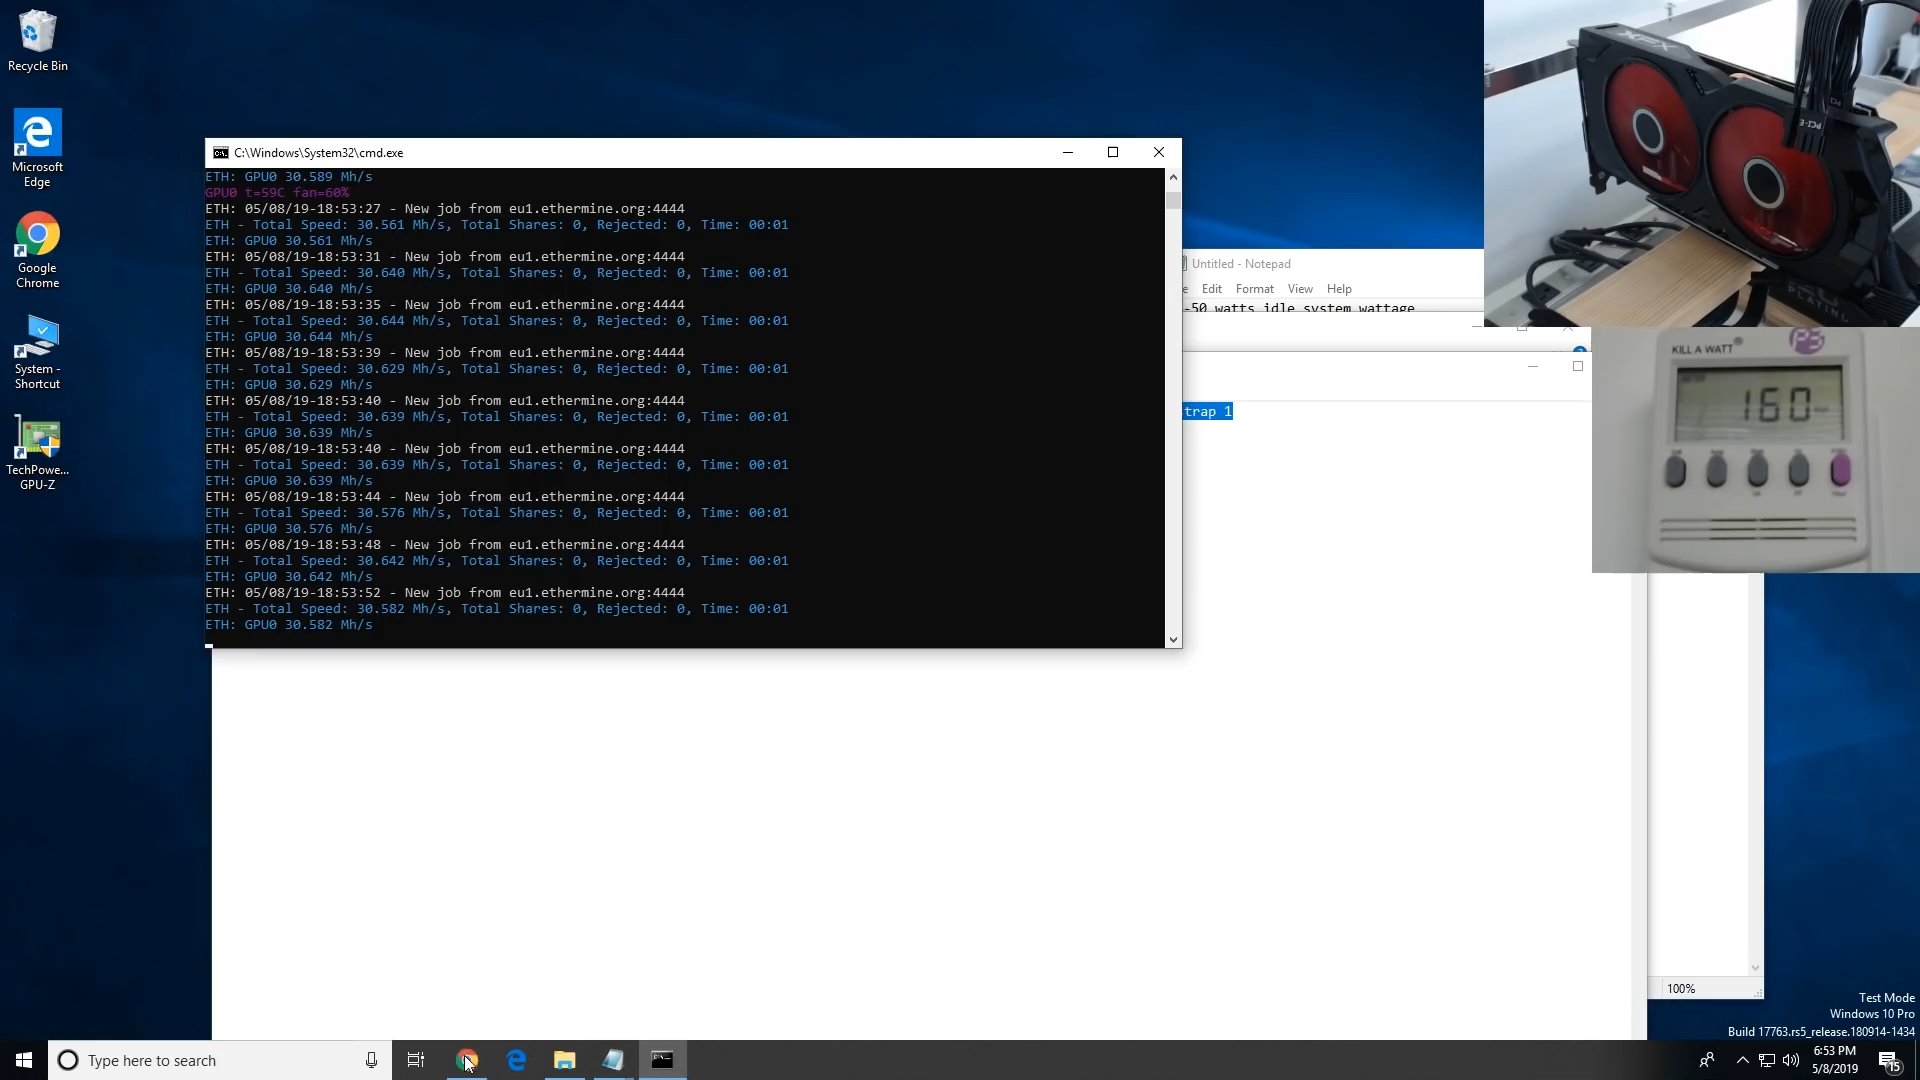 Recycle Bin
Microsoft
Edge
Google
Chrome
System -
Shortcut
TechPowe...
GPU-Z
C:\Windows\System32\cmd.exe
ETH: GPU0 30.589 Mh/s
GPU0 t=59C fan=60%
ETH: 05/08/19-18:53:27 - New job from eu1.ethermine.org:4444
ETH - Total Speed: 30.561 Mh/s, Total Shares: 0, Rejected: 0, Time: 00:01
ETH: GPU0 30.561 Mh/s
ETH: 05/08/19-18:53:31 - New job from eu1.ethermine.org:4444
ETH - Total Speed: 30.640 Mh/s, Total Shares: 0, Rejected: 0, Time: 00:01
ETH: GPU0 30.640 Mh/s
ETH: 05/08/19-18:53:35 - New job from eu1.ethermine.org:4444
ETH - Total Speed: 30.644 Mh/s, Total Shares: 0, Rejected: 0, Time: 00:01
ETH: GPU0 30.644 Mh/s
ETH: 05/08/19-18:53:39 - New job from eu1.ethermine.org:4444
ETH - Total Speed: 30.629 Mh/s, Total Shares: 0, Rejected: 0, Time: 00:01
ETH: GPU0 30.629 Mh/s
ETH: 05/08/19-18:53:40 - New job from eu1.ethermine.org:4444
ETH - Total Speed: 30.639 Mh/s, Total Shares: 0, Rejected: 0, Time: 00:01
ETH: GPU0 30.639 Mh/s
ETH: 05/08/19-18:53:40 - New job from eu1.ethermine.org:4444
ETH - Total Speed: 30.639 Mh/s, Total Shares: 0, Rejected: 0, Time: 00:01
ETH: GPU0 30.639 Mh/s
ETH: 05/08/19-18:53:44 - New job from eu1.ethermine.org:4444
ETH - Total Speed: 30.576 Mh/s, Total Shares: 0, Rejected: 0, Time: 00:01
ETH: GPU0 30.576 Mh/s
ETH: 05/08/19-18:53:48 - New job from eu1.ethermine.org:4444
ETH - Total Speed: 30.642 Mh/s, Total Shares: 0, Rejected: 0, Time: 00:01
ETH: GPU0 30.642 Mh/s
ETH: 05/08/19-18:53:52 - New job from eu1.ethermine.org:4444
ETH - Total Speed: 30.582 Mh/s, Total Shares: 0, Rejected: 0, Time: 00:01
ETH: GPU0 30.582 Mh/s
Untitled - Notepad
e Edit Format View Help
-50 watts idle system wattage
trap 1
XFX
PCI-E
PLATINU
KILL A WATT®
P3
160
100%
Test Mode
Windows 10 Pro
Build 17763.rs5_release.180914-1434
Type here to search
6:53 PM
5/8/2019
15